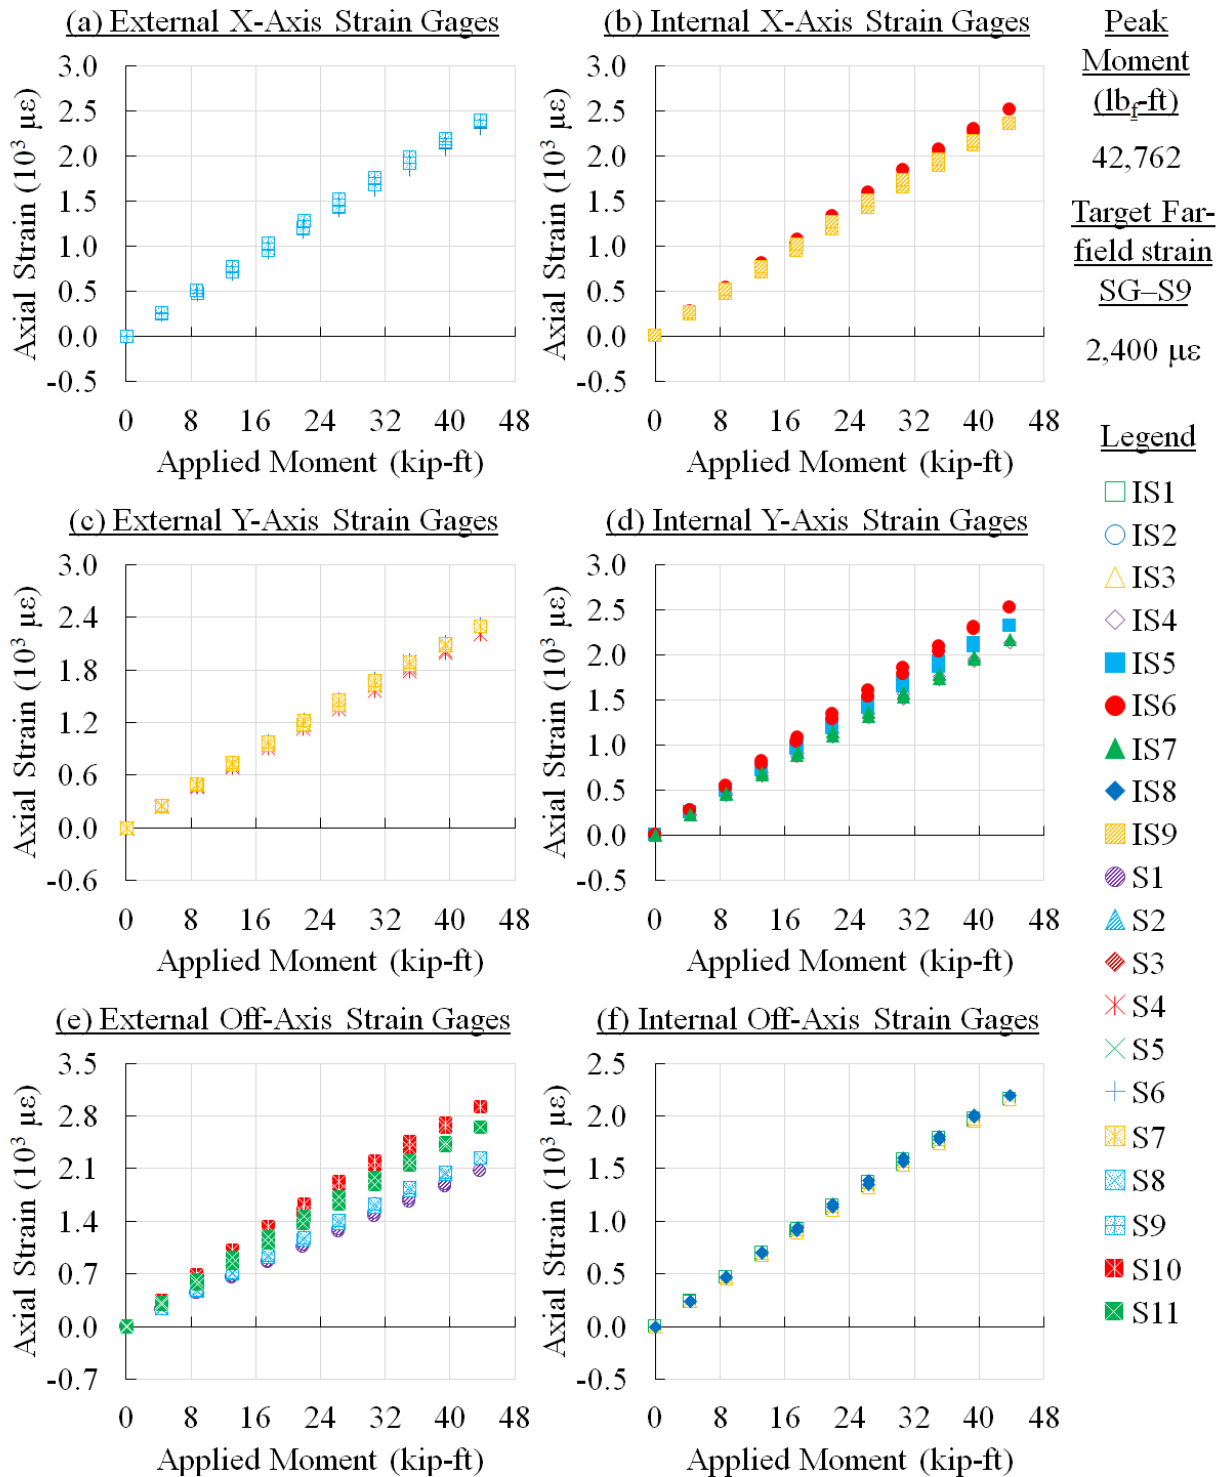 (a) External X-Axis Strain Gages
Axial Strain (10³ με)
3.0
2.5
2.0
1.5
1.0
0.5
0.0
-0.5
0 8 16 24 32 40 48
Applied Moment (kip-ft)
(b) Internal X-Axis Strain Gages
Axial Strain (10³ με)
3.0
2.5
2.0
1.5
1.0
0.5
0.0
-0.5
0 8 16 24 32 40 48
Applied Moment (kip-ft)
(c) External Y-Axis Strain Gages
Axial Strain (10³ με)
3.0
2.4
1.8
1.2
0.6
0.0
-0.6
0 8 16 24 32 40 48
Applied Moment (kip-ft)
(d) Internal Y-Axis Strain Gages
Axial Strain (10³ με)
3.0
2.5
2.0
1.5
1.0
0.5
0.0
-0.5
0 8 16 24 32 40 48
Applied Moment (kip-ft)
(e) External Off-Axis Strain Gages
Axial Strain (10³ με)
3.5
2.8
2.1
1.4
0.7
0.0
-0.7
0 8 16 24 32 40 48
Applied Moment (kip-ft)
(f) Internal Off-Axis Strain Gages
Axial Strain (10³ με)
2.5
2.0
1.5
1.0
0.5
0.0
-0.5
0 8 16 24 32 40 48
Applied Moment (kip-ft)
Peak
Moment
(lbf-ft)
42,762
Target Far-
field strain
SG–S9
2,400 με
Legend
IS1
IS2
IS3
IS4
IS5
IS6
IS7
IS8
IS9
S1
S2
S3
S4
S5
S6
S7
S8
S9
S10
S11